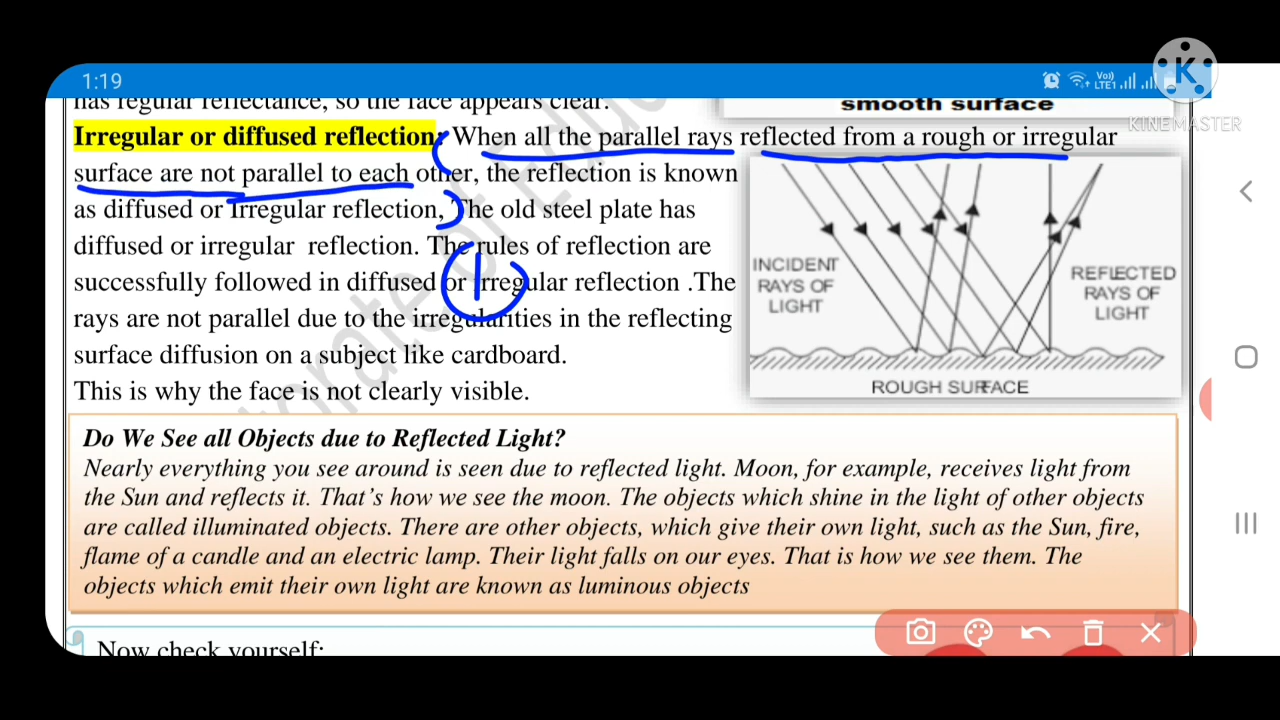 1:19
Vo)) LTE1
K
KINEMASTER
has regular reflectance, so the face appears clear.
smooth surface
Irregular or diffused reflection: When all the parallel rays reflected from a rough or irregular
surface are not parallel to each other, the reflection is known
as diffused or Irregular reflection, The old steel plate has
diffused or irregular reflection. The rules of reflection are
successfully followed in diffused or irregular reflection .The
rays are not parallel due to the irregularities in the reflecting
surface diffusion on a subject like cardboard.
This is why the face is not clearly visible.
INCIDENT
RAYS OF
LIGHT
REFLECTED
RAYS OF
LIGHT
ROUGH SURFACE
1
Do We See all Objects due to Reflected Light?
Nearly everything you see around is seen due to reflected light. Moon, for example, receives light from
the Sun and reflects it. That's how we see the moon. The objects which shine in the light of other objects
are called illuminated objects. There are other objects, which give their own light, such as the Sun, fire,
flame of a candle and an electric lamp. Their light falls on our eyes. That is how we see them. The
objects which emit their own light are known as luminous objects
Now check yourself: